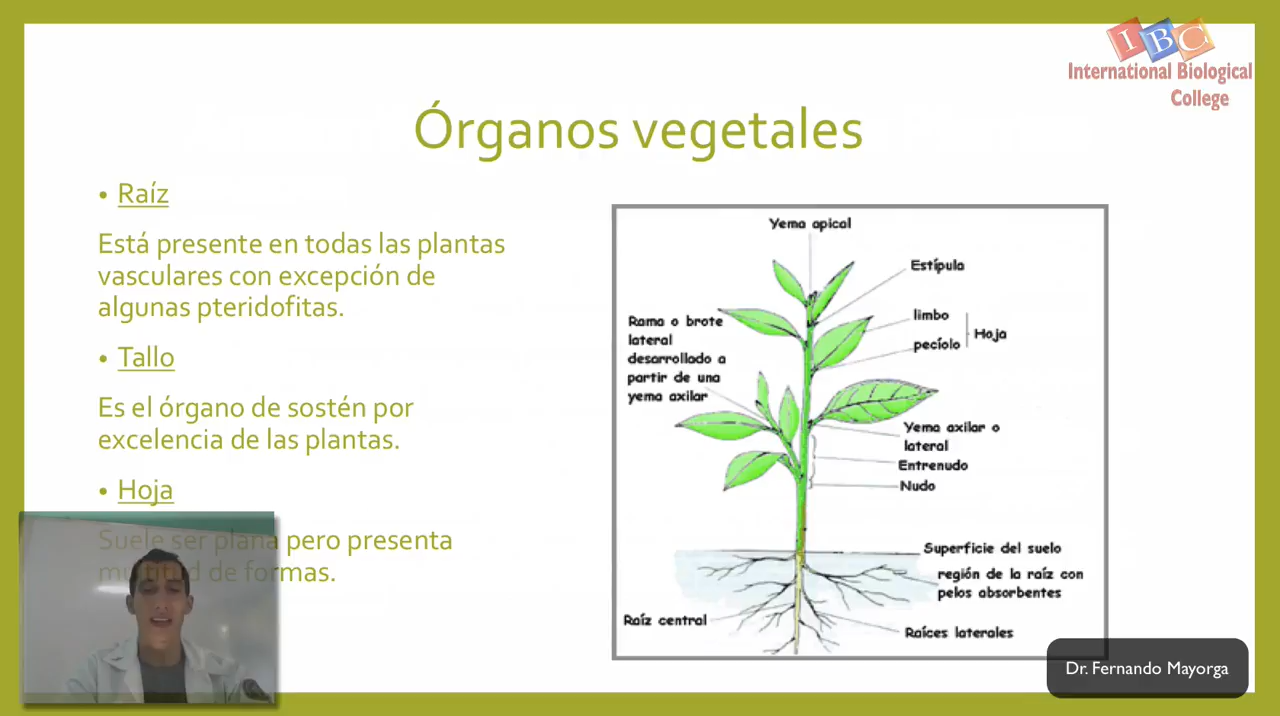 IBC
International Biological
College
Órganos vegetales
• Raíz
Está presente en todas las plantas
vasculares con excepción de
algunas pteridofitas.
• Tallo
Es el órgano de sostén por
excelencia de las plantas.
• Hoja
Suele ser plana pero presenta
multitud de formas.
Yema apical
Estípula
limbo
pecíolo
Hoja
Rama o brote
lateral
desarrollado a
partir de una
yema axilar
Yema axilar o
lateral
Entrenudo
Nudo
Superficie del suelo
región de la raíz con
pelos absorbentes
Raíz central
Raíces laterales
Dr. Fernando Mayorga